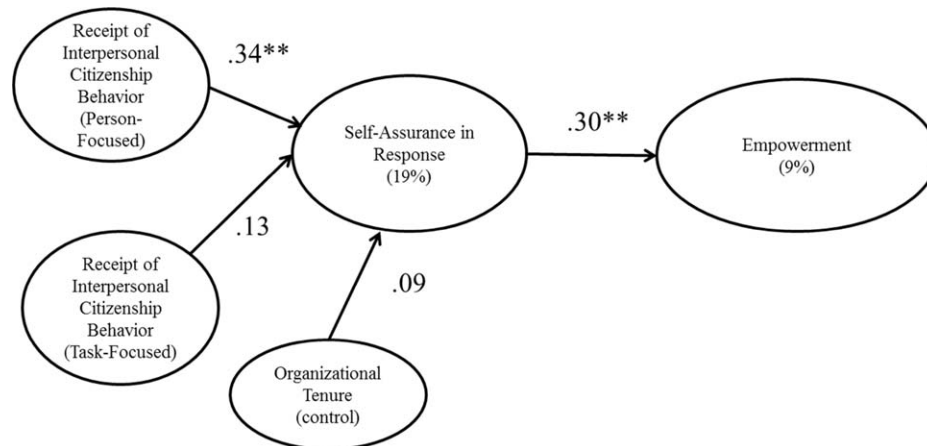 Receipt of
Interpersonal
Citizenship
Behavior
(Person-
Focused)
.34**
Self-Assurance in
Response
(19%)
.30**
Empowerment
(9%)
.13
Receipt of
Interpersonal
Citizenship
Behavior
(Task-Focused)
.09
Organizational
Tenure
(control)